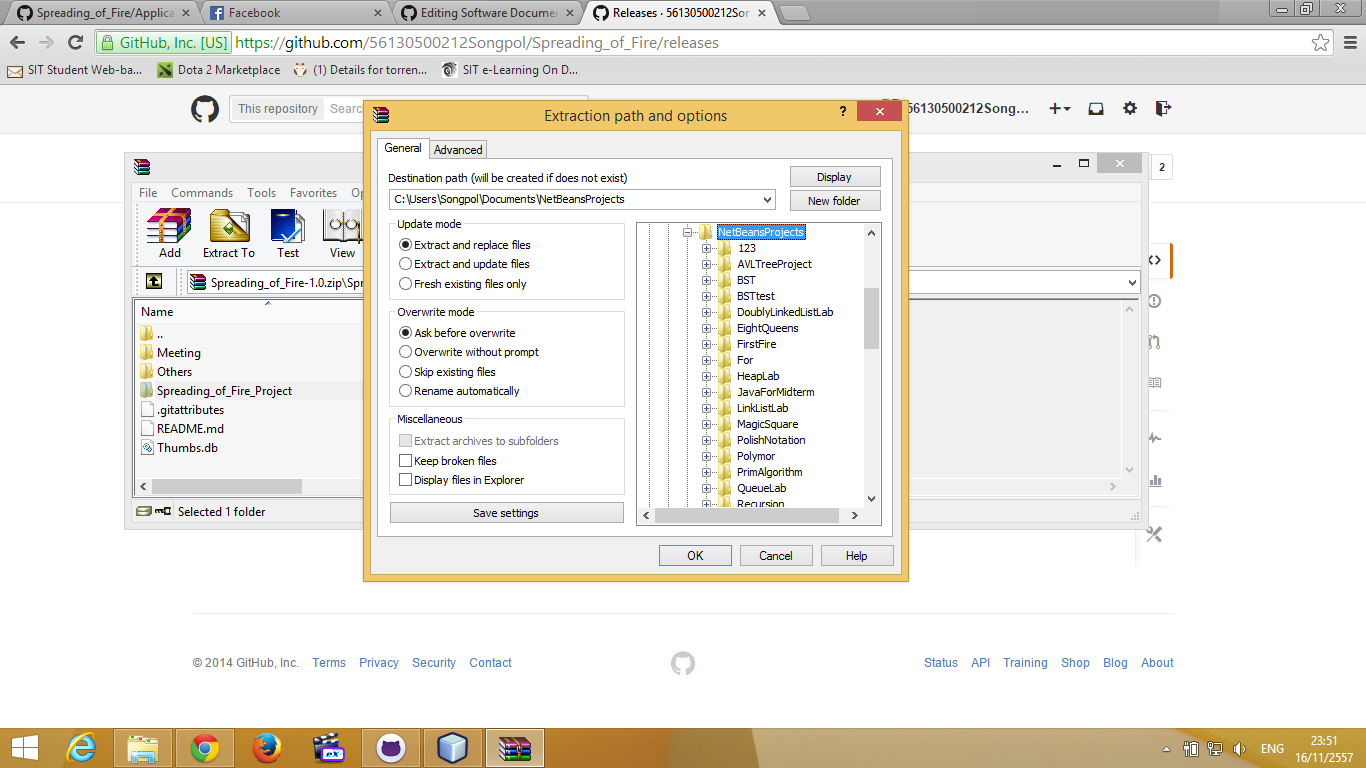 Spreading_of_Fire/Applica
Facebook
Editing Software Documen
Releases · 56130500212Son
GitHub, Inc. [US]
https://github.com/56130500212Songpol/Spreading_of_Fire/releases
SIT Student Web-ba...
Dota 2 Marketplace
(1) Details for torren...
SIT e-Learning On D...
This repository
Searc
56130500212Song...
Extraction path and options
?
General
Advanced
Destination path (will be created if does not exist)
Display
C:\Users\Songpol\Documents\NetBeansProjects
New folder
Update mode
Extract and replace files
Extract and update files
Fresh existing files only
Overwrite mode
Ask before overwrite
Overwrite without prompt
Skip existing files
Rename automatically
Miscellaneous
Extract archives to subfolders
Keep broken files
Display files in Explorer
Save settings
NetBeansProjects
123
AVLTreeProject
BST
BSTtest
DoublyLinkedListLab
EightQueens
FirstFire
For
HeapLab
JavaForMidterm
LinkListLab
MagicSquare
PolishNotation
Polymor
PrimAlgorithm
QueueLab
Recursion
OK
Cancel
Help
File
Commands
Tools
Favorites
Op
Add
Extract To
Test
View
Spreading_of_Fire-1.0.zip\Spr
Name
..
Meeting
Others
Spreading_of_Fire_Project
.gitattributes
README.md
Thumbs.db
Selected 1 folder
2
© 2014 GitHub, Inc.
Terms
Privacy
Security
Contact
Status
API
Training
Shop
Blog
About
ENG
23:51
16/11/2557